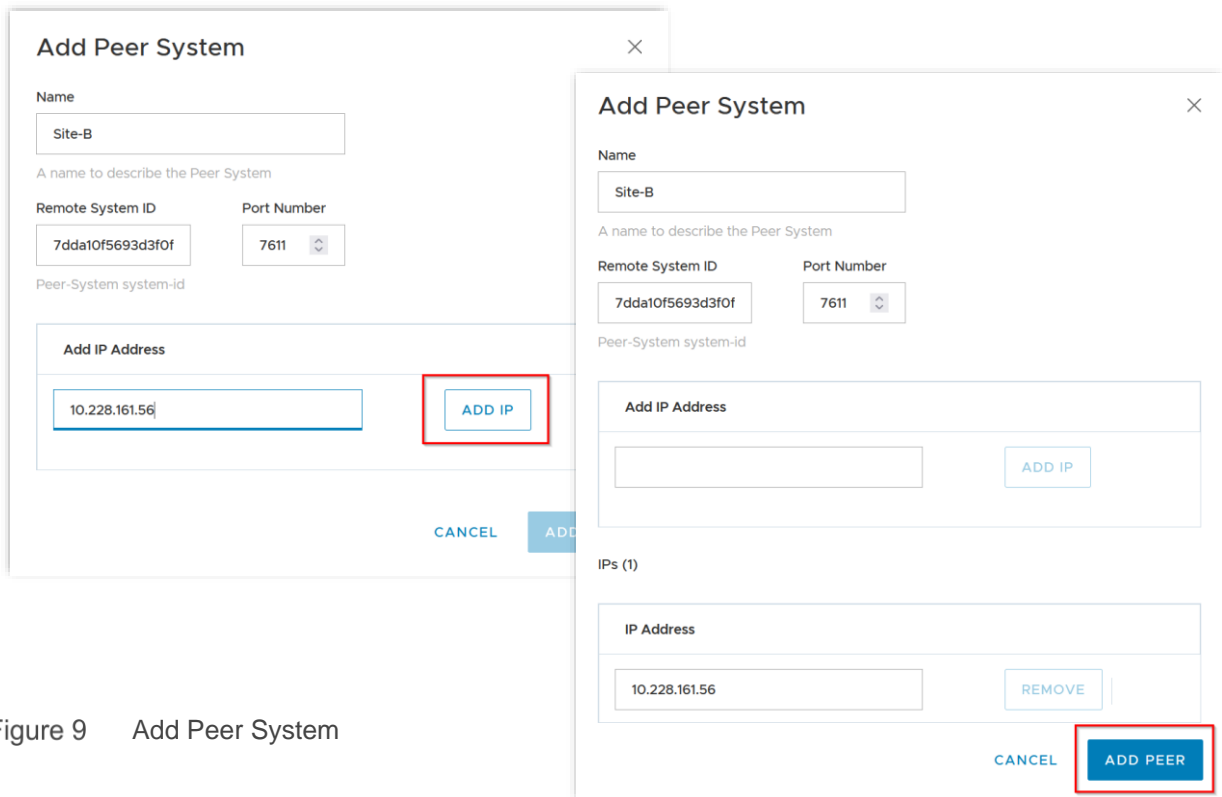 Add Peer System
Name
Site-B
A name to describe the Peer System
Remote System ID Port Number
7dda10f5693d3f0f 7611
Peer-System system-id
Add IP Address
10.228.161.56 ADD IP
CANCEL ADD
Add Peer System
Name
Site-B
A name to describe the Peer System
Remote System ID Port Number
7dda10f5693d3f0f 7611
Peer-System system-id
Add IP Address
ADD IP
IPs (1)
IP Address
10.228.161.56 REMOVE
CANCEL ADD PEER
Figure 9 Add Peer System